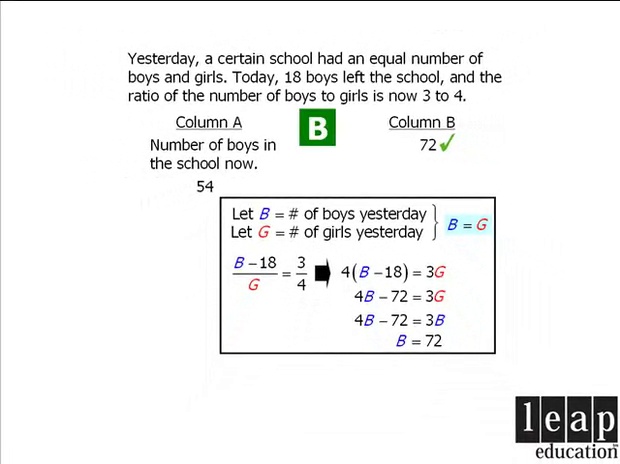 Yesterday, a certain school had an equal number of
boys and girls. Today, 18 boys left the school, and the
ratio of the number of boys to girls is now 3 to 4.
Column A
B
Column B
Number of boys in
the school now.
72✓
54
Let B = # of boys yesterday
Let G = # of girls yesterday
} B = G
(B – 18)/G = 3/4 ➡ 4(B – 18) = 3G
4B – 72 = 3G
4B – 72 = 3B
B = 72
leap
education™